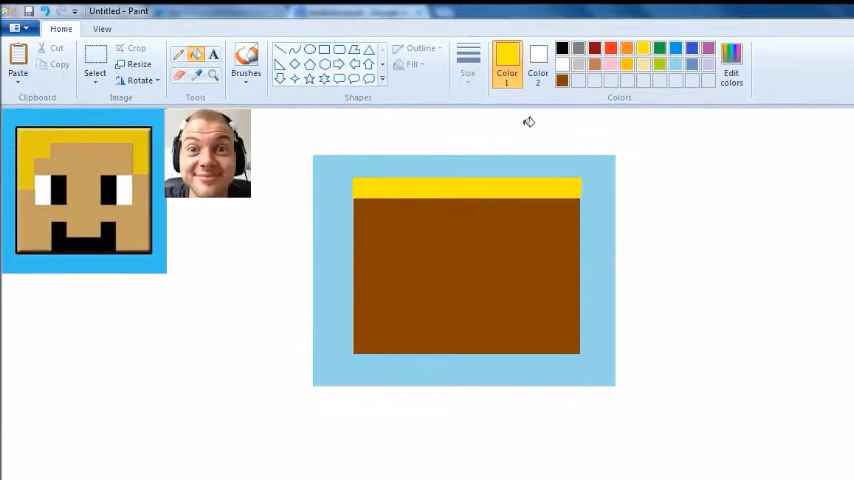 Untitled - Paint
Home View
Paste
Cut
Copy
Clipboard
Select
Crop
Resize
Rotate
Image
A
Tools
Brushes
Outline
Fill
Shapes
Size
Color 1
Color 2
Edit colors
Colors